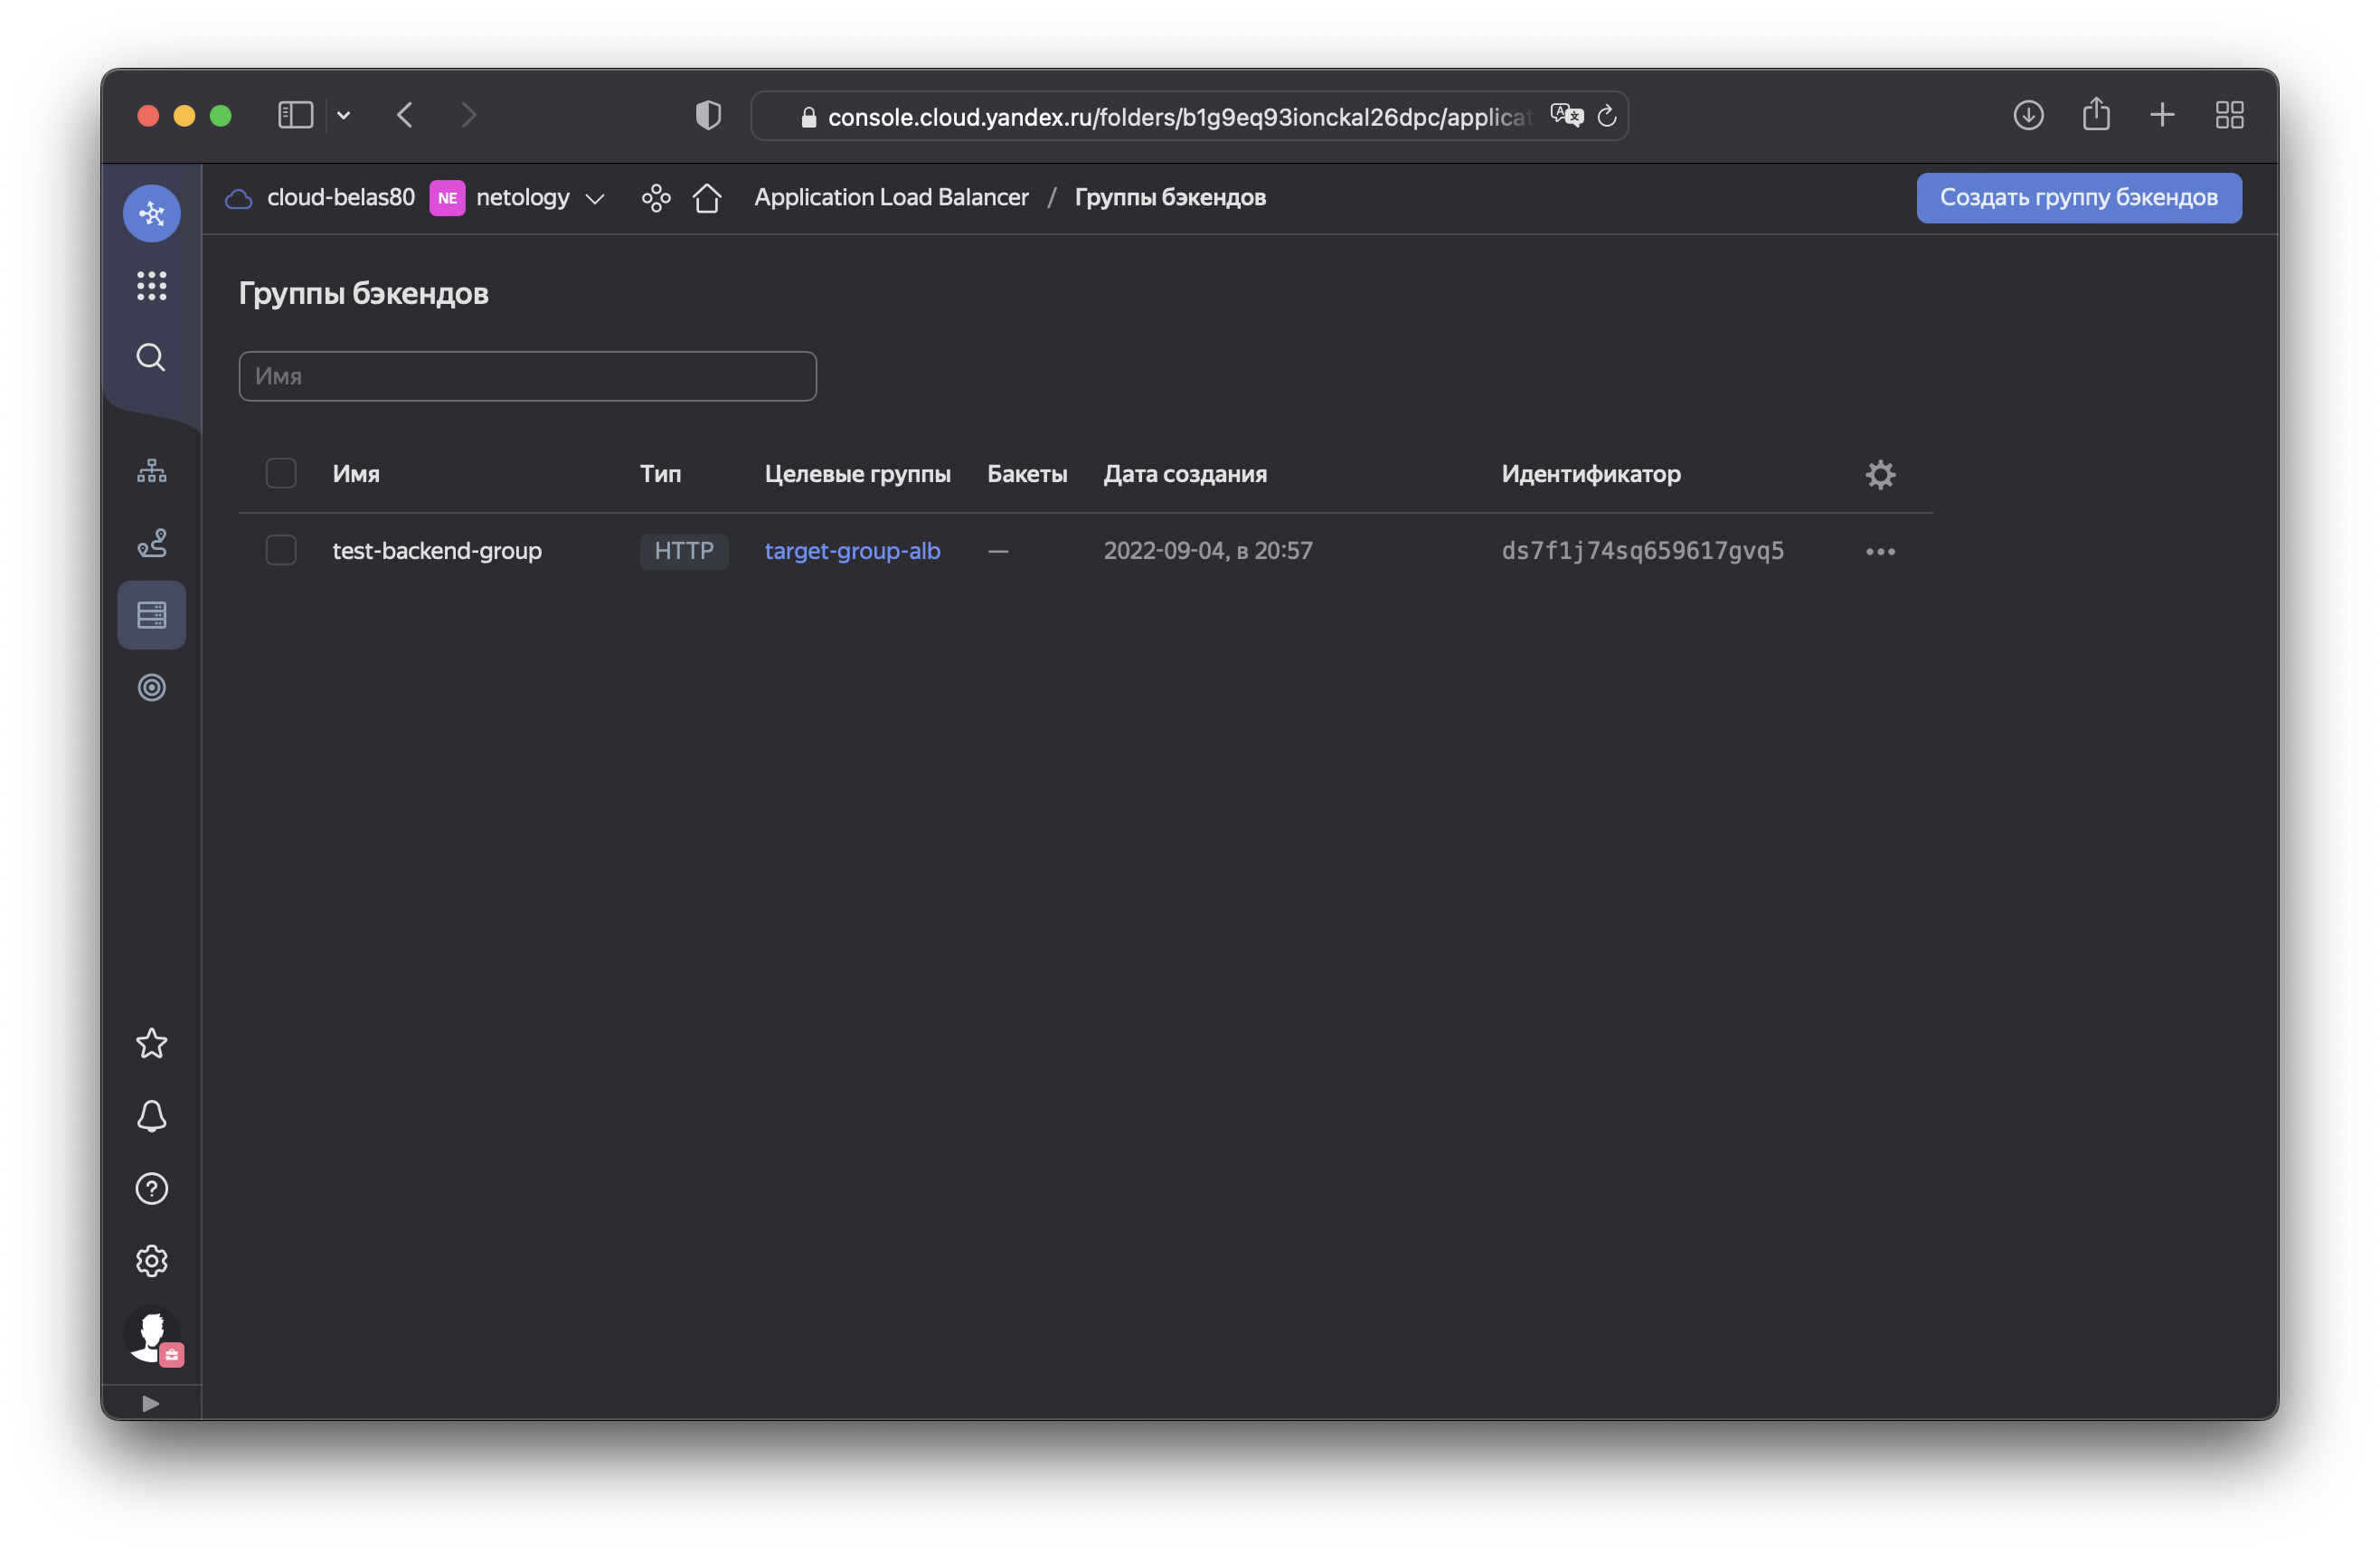 console.cloud.yandex.ru/folders/b1g9eq93ionckal26dpc/applicat
cloud-belas80 NE netology Application Load Balancer / Группы бэкендов Создать группу бэкендов
Группы бэкендов
Имя
Имя Тип Целевые группы Бакеты Дата создания Идентификатор
test-backend-group HTTP target-group-alb — 2022-09-04, в 20:57 ds7f1j74sq659617gvq5